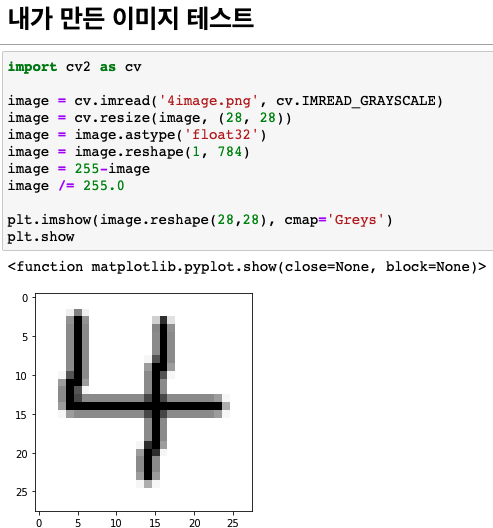 내가 만든 이미지 테스트
import cv2 as cv
image = cv.imread('4image.png', cv.IMREAD_GRAYSCALE)
image = cv.resize(image, (28, 28))
image = image.astype('float32')
image = image.reshape(1, 784)
image = 255-image
image /= 255.0
plt.imshow(image.reshape(28,28), cmap='Greys')
plt.show
<function matplotlib.pyplot.show(close=None, block=None)>
0
5
10
15
20
25
0 5 10 15 20 25